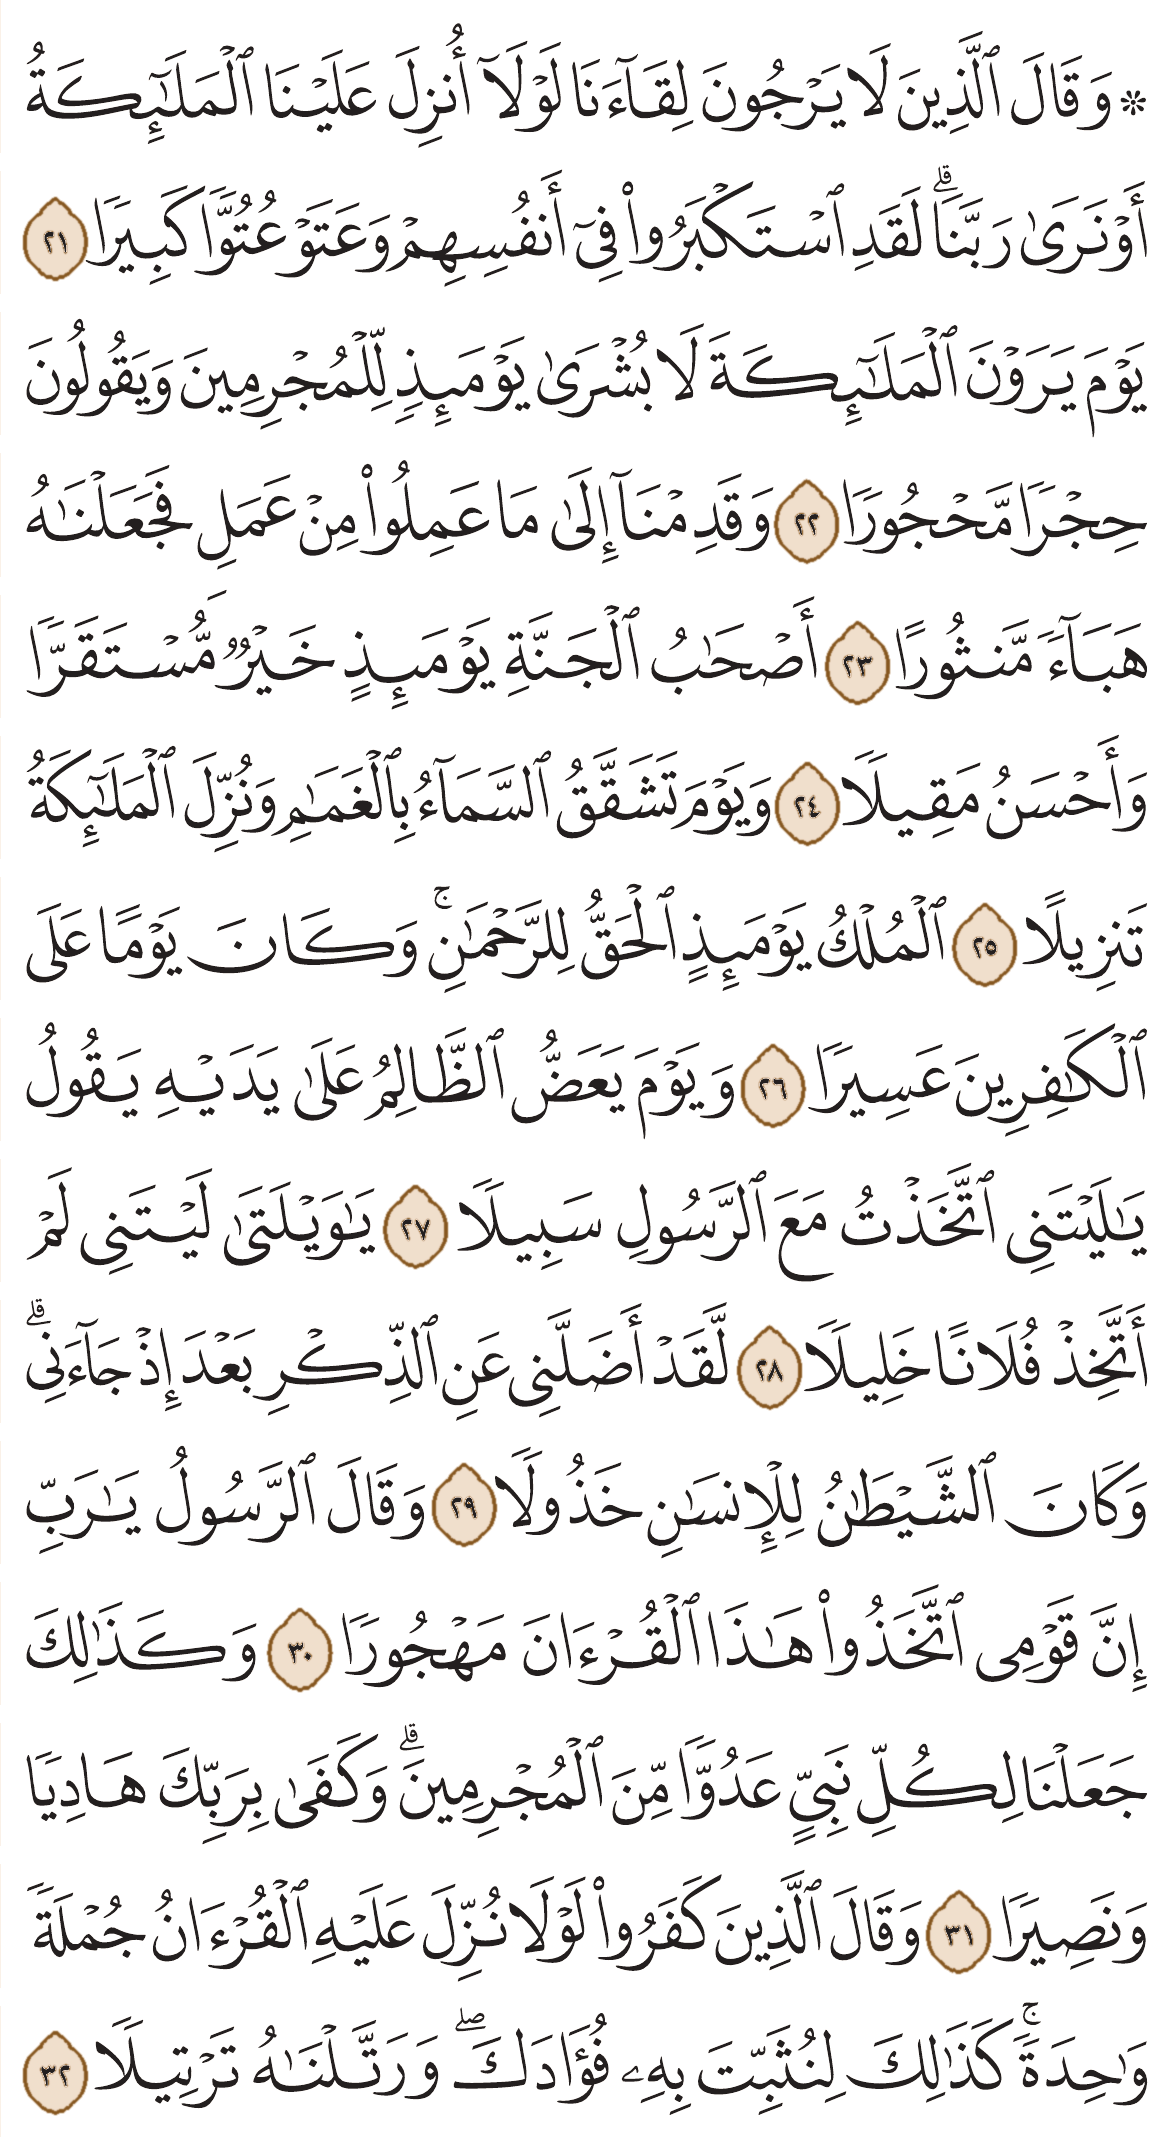 ۞ وَقَالَ ٱلَّذِينَ لَا يَرْجُونَ لِقَآءَنَا لَوْلَآ أُنزِلَ عَلَيْنَا ٱلْمَلَـٰٓئِكَةُ
أَوْ نَرَىٰ رَبَّنَا ۗ لَقَدِ ٱسْتَكْبَرُوا۟ فِىٓ أَنفُسِهِمْ وَعَتَوْ عُتُوًّا كَبِيرًا ٢١
يَوْمَ يَرَوْنَ ٱلْمَلَـٰٓئِكَةَ لَا بُشْرَىٰ يَوْمَئِذٍ لِّلْمُجْرِمِينَ وَيَقُولُونَ
حِجْرًا مَّحْجُورًا ٢٢ وَقَدِمْنَآ إِلَىٰ مَا عَمِلُوا۟ مِنْ عَمَلٍ فَجَعَلْنَـٰهُ
هَبَآءً مَّنثُورًا ٢٣ أَصْحَـٰبُ ٱلْجَنَّةِ يَوْمَئِذٍ خَيْرٌ مُّسْتَقَرًّا
وَأَحْسَنُ مَقِيلًا ٢٤ وَيَوْمَ تَشَقَّقُ ٱلسَّمَآءُ بِٱلْغَمَـٰمِ وَنُزِّلَ ٱلْمَلَـٰٓئِكَةُ
تَنزِيلًا ٢٥ ٱلْمُلْكُ يَوْمَئِذٍ ٱلْحَقُّ لِلرَّحْمَـٰنِ ۚ وَكَانَ يَوْمًا عَلَى
ٱلْكَـٰفِرِينَ عَسِيرًا ٢٦ وَيَوْمَ يَعَضُّ ٱلظَّالِمُ عَلَىٰ يَدَيْهِ يَقُولُ
يَـٰلَيْتَنِى ٱتَّخَذْتُ مَعَ ٱلرَّسُولِ سَبِيلًا ٢٧ يَـٰوَيْلَتَىٰ لَيْتَنِى لَمْ
أَتَّخِذْ فُلَانًا خَلِيلًا ٢٨ لَّقَدْ أَضَلَّنِى عَنِ ٱلذِّكْرِ بَعْدَ إِذْ جَآءَنِى ۗ
وَكَانَ ٱلشَّيْطَـٰنُ لِلْإِنسَـٰنِ خَذُولًا ٢٩ وَقَالَ ٱلرَّسُولُ يَـٰرَبِّ
إِنَّ قَوْمِى ٱتَّخَذُوا۟ هَـٰذَا ٱلْقُرْءَانَ مَهْجُورًا ٣٠ وَكَذَٰلِكَ
جَعَلْنَا لِكُلِّ نَبِىٍّ عَدُوًّا مِّنَ ٱلْمُجْرِمِينَ ۗ وَكَفَىٰ بِرَبِّكَ هَادِيًا
وَنَصِيرًا ٣١ وَقَالَ ٱلَّذِينَ كَفَرُوا۟ لَوْلَا نُزِّلَ عَلَيْهِ ٱلْقُرْءَانُ جُمْلَةً
وَٰحِدَةً ۚ كَذَٰلِكَ لِنُثَبِّتَ بِهِۦ فُؤَادَكَ ۖ وَرَتَّلْنَـٰهُ تَرْتِيلًا ٣٢